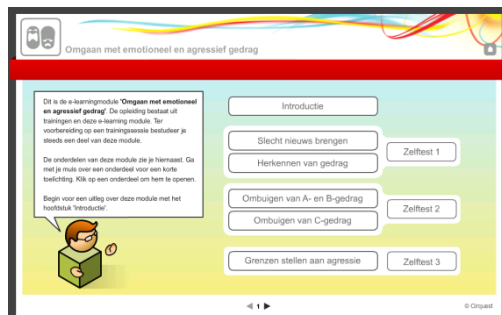 Omgaan met emotioneel en agressief gedrag
Dit is de e-learningmodule 'Omgaan met emotioneel
en agressief gedrag'. De opleiding bestaat uit
trainingen en deze e-learning module. Ter
voorbereiding op een trainingssessie bestudeer je
steeds een deel van deze module.
De onderdelen van deze module zie je hiernaast. Ga
met je muis over een onderdeel voor een korte
toelichting. Klik op een onderdeel om hem te openen.
Begin voor een uitleg over deze module met het
hoofdstuk 'Introductie'.
Introductie
Slecht nieuws brengen
Herkennen van gedrag
Zelftest 1
Ombuigen van A- en B-gedrag
Ombuigen van C-gedrag
Zelftest 2
Grenzen stellen aan agressie
Zelftest 3
1
© Cirquest